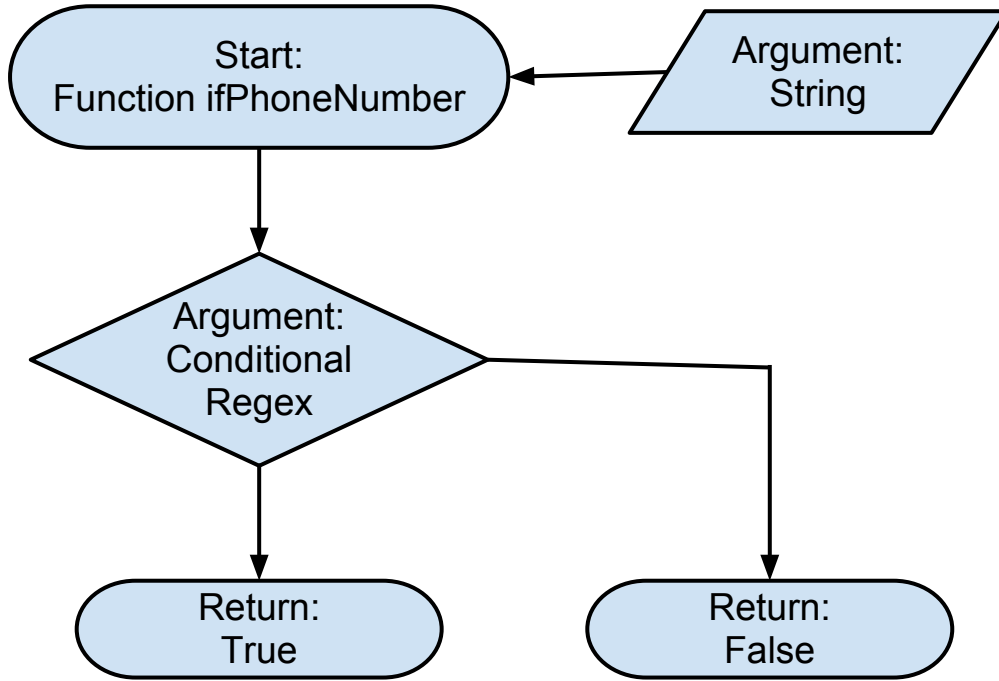 Start:
Function ifPhoneNumber
Argument:
String
Argument:
Conditional
Regex
Return:
True
Return:
False